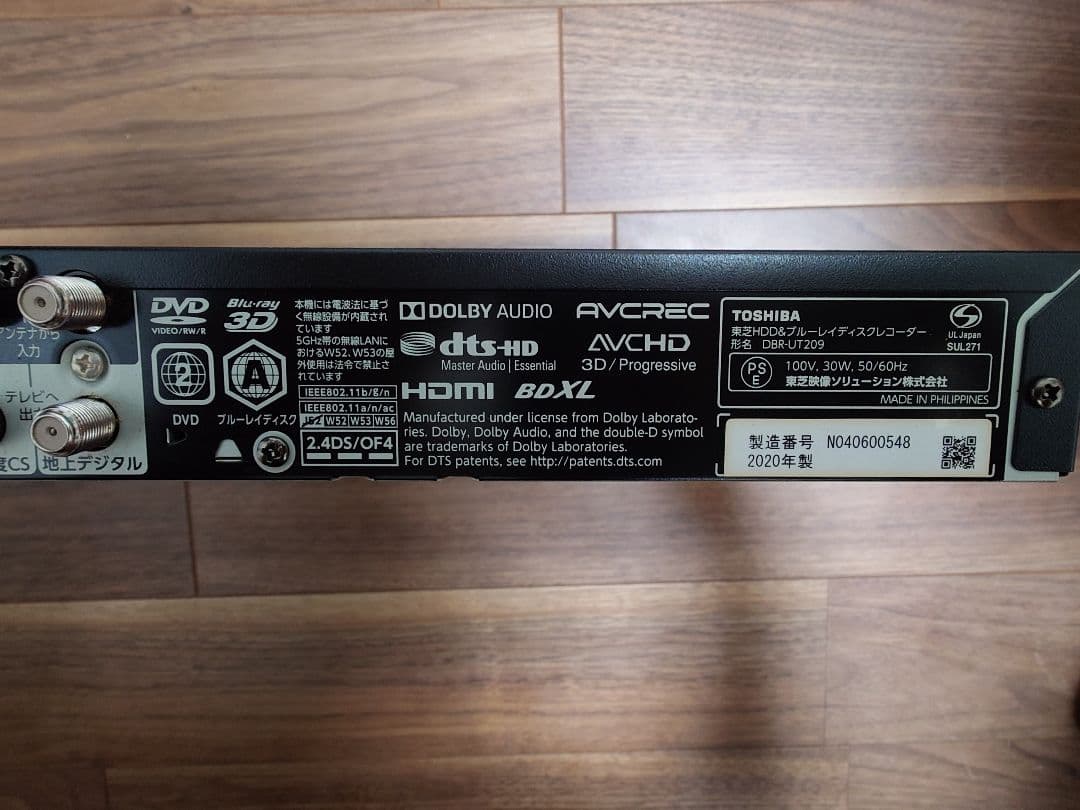 アンテナから
入力
テレビへ
度CS
地上デジタル
DVD
VIDEO/RW/R
Blu-ray
3D
2
DVD
A
ブルーレイディスク
本機には電波法に基づ
く無線設備が内蔵され
ています
5GHz帯の無線LANに
おけるW52、W53の屋
外使用は法令で禁止さ
れています
IEEE802.11b/g/n
IEEE802.11a/n/ac
J52 W52 W53 W56
2.4DS/OF4
DOLBY AUDIO
dts-HD
Master Audio | Essential
HDMI
BDXL
AVCREC
AVCHD
3D/Progressive
Manufactured under license from Dolby Laborato-
ries. Dolby, Dolby Audio, and the double-D symbol
are trademarks of Dolby Laboratories.
For DTS patents, see http://patents.dts.com
TOSHIBA
東芝HDD&ブルーレイディスクレコーダー
形名 DBR-UT209
UL Japan
SUL271
PS
E
100V, 30W, 50/60Hz
東芝映像ソリューション株式会社
MADE IN PHILIPPINES
製造番号 N040600548
2020年製